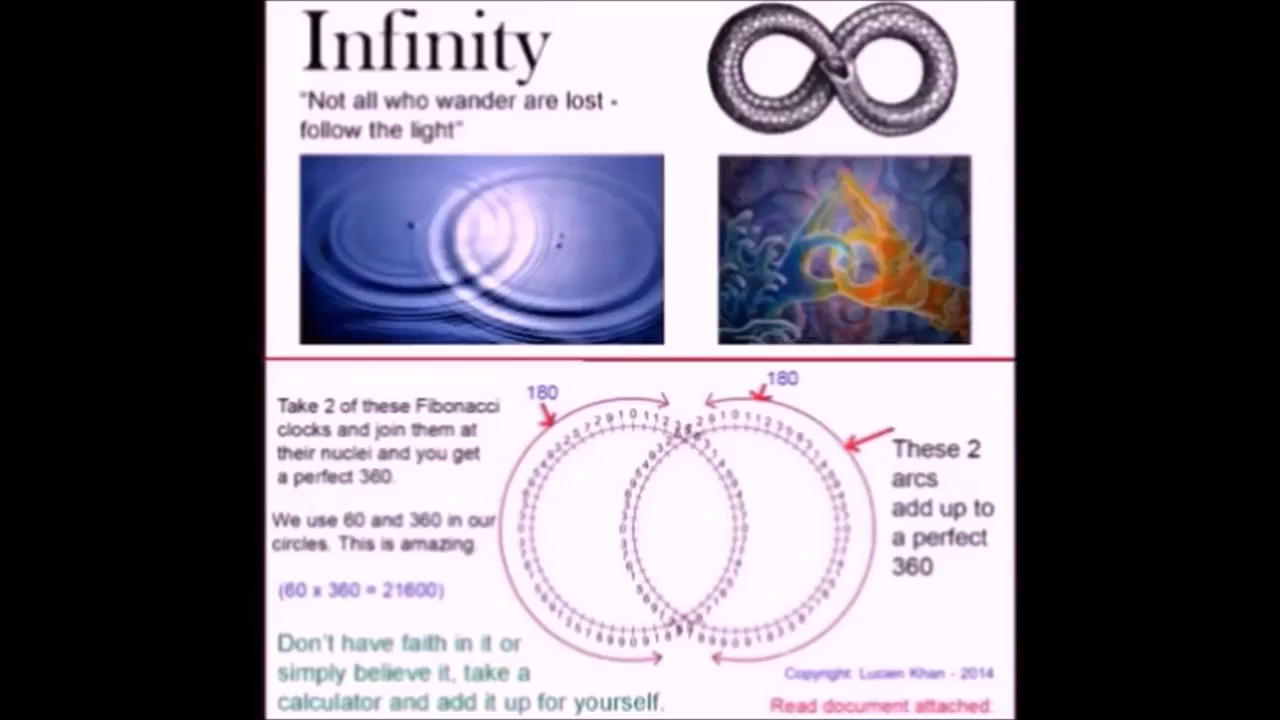 Infinity
"Not all who wander are lost -
follow the light"
180
180
Take 2 of these Fibonacci
clocks and join them at
their nuclei and you get
a perfect 360.
These 2
arcs
add up to
a perfect
360
We use 60 and 360 in our
circles. This is amazing.
(60 x 360 = 21600)
Don't have faith in it or
simply believe it, take a
calculator and add it up for yourself.
Copyright: Lucien Khan - 2014
Read document attached.